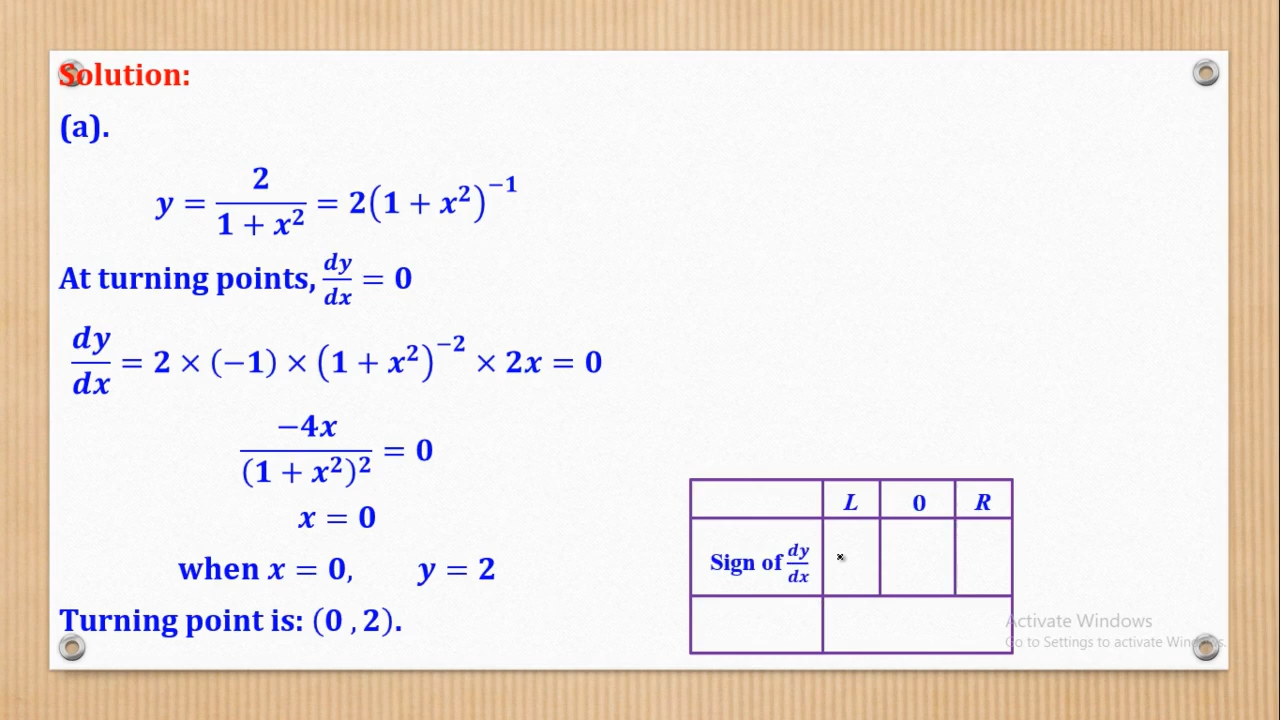 Solution:
(a).
y = 2/(1 + x²) = 2(1 + x²)⁻¹
At turning points, dy/dx = 0
dy/dx = 2 × (−1) × (1 + x²)⁻² × 2x = 0
−4x/(1 + x²)² = 0
x = 0
when x = 0, y = 2
Turning point is: (0 , 2).
L 0 R
Sign of dy/dx
Activate Windows
Go to Settings to activate Windows.